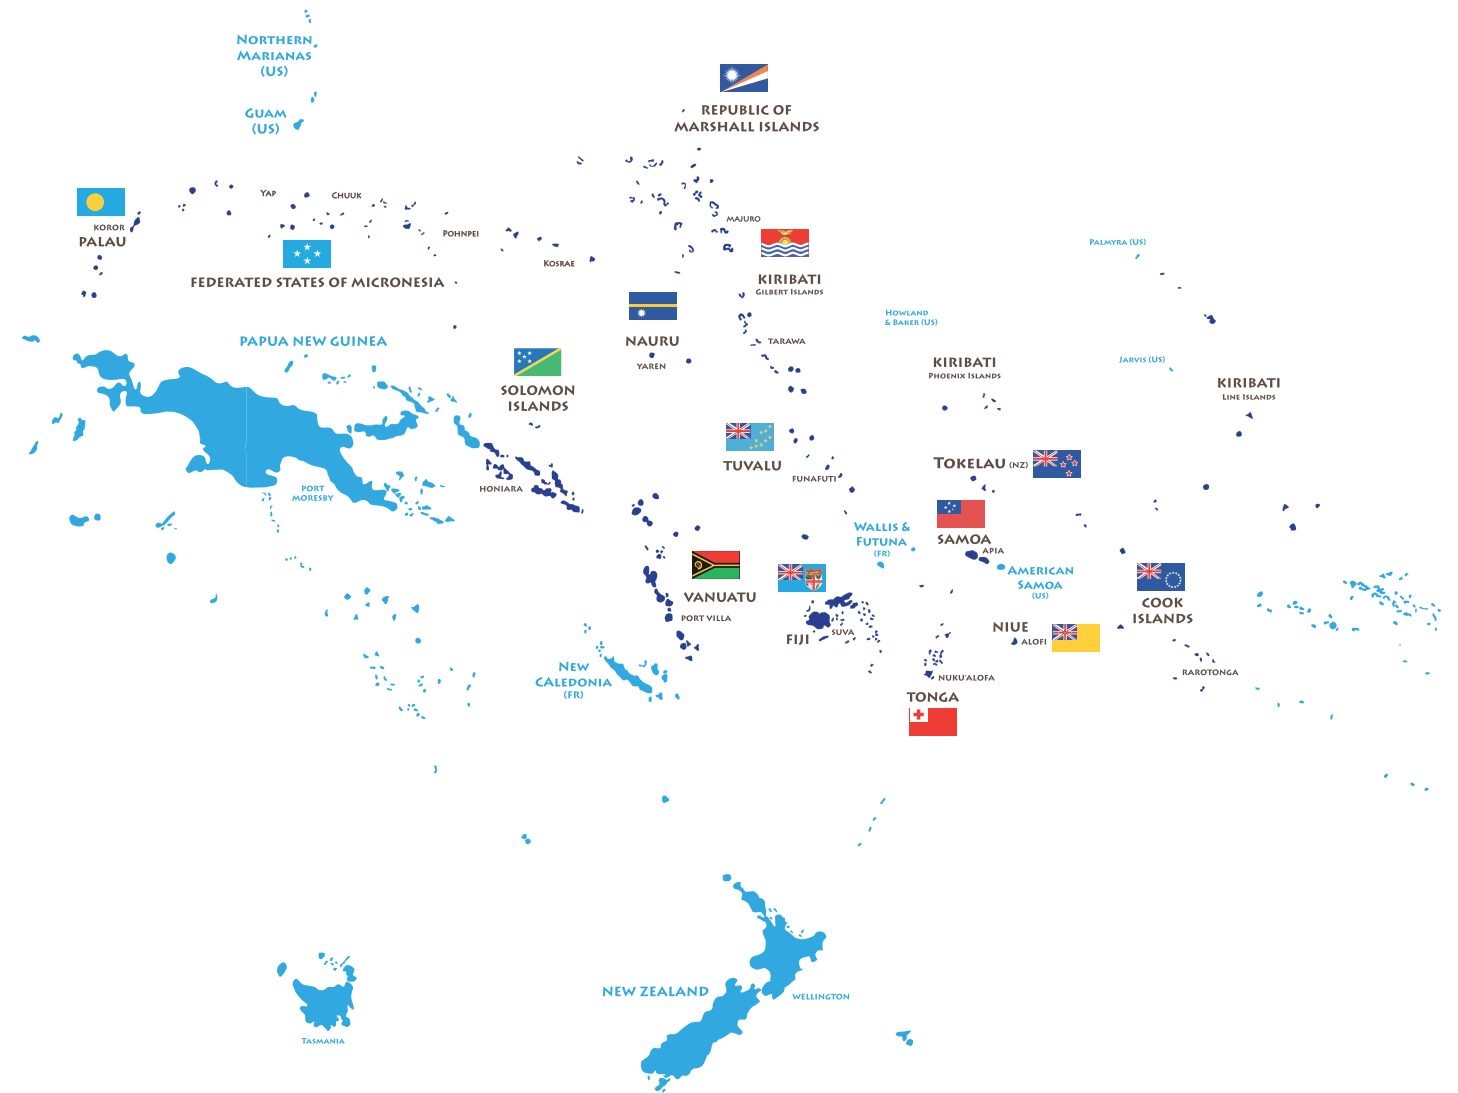 NORTHERN
MARIANAS
(US)
GUAM
(US)
REPUBLIC OF
MARSHALL ISLANDS
YAP
CHUUK
KOROR
PALAU
POHNPEI
MAJURO
KOSRAE
FEDERATED STATES OF MICRONESIA
KIRIBATI
GILBERT ISLANDS
PALMYRA (US)
HOWLAND
& BAKER (US)
PAPUA NEW GUINEA
NAURU
YAREN
TARAWA
SOLOMON
ISLANDS
KIRIBATI
PHOENIX ISLANDS
JARVIS (US)
KIRIBATI
LINE ISLANDS
TUVALU
FUNAFUTI
TOKELAU (NZ)
PORT
MORESBY
HONIARA
WALLIS &
FUTUNA
(FR)
SAMOA
APIA
AMERICAN
SAMOA
(US)
VANUATU
PORT VILLA
FIJI
SUVA
NIUE
ALOFI
COOK
ISLANDS
RAROTONGA
NEW
CALEDONIA
(FR)
NUKU'ALOFA
TONGA
NEW ZEALAND
WELLINGTON
TASMANIA